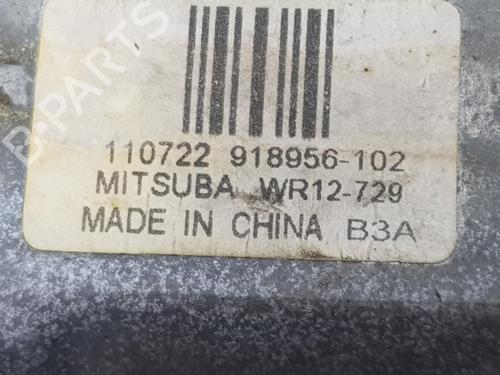 110722 918956-102
MITSUBA WR12-729
MADE IN CHINA B3A
B-PARTS